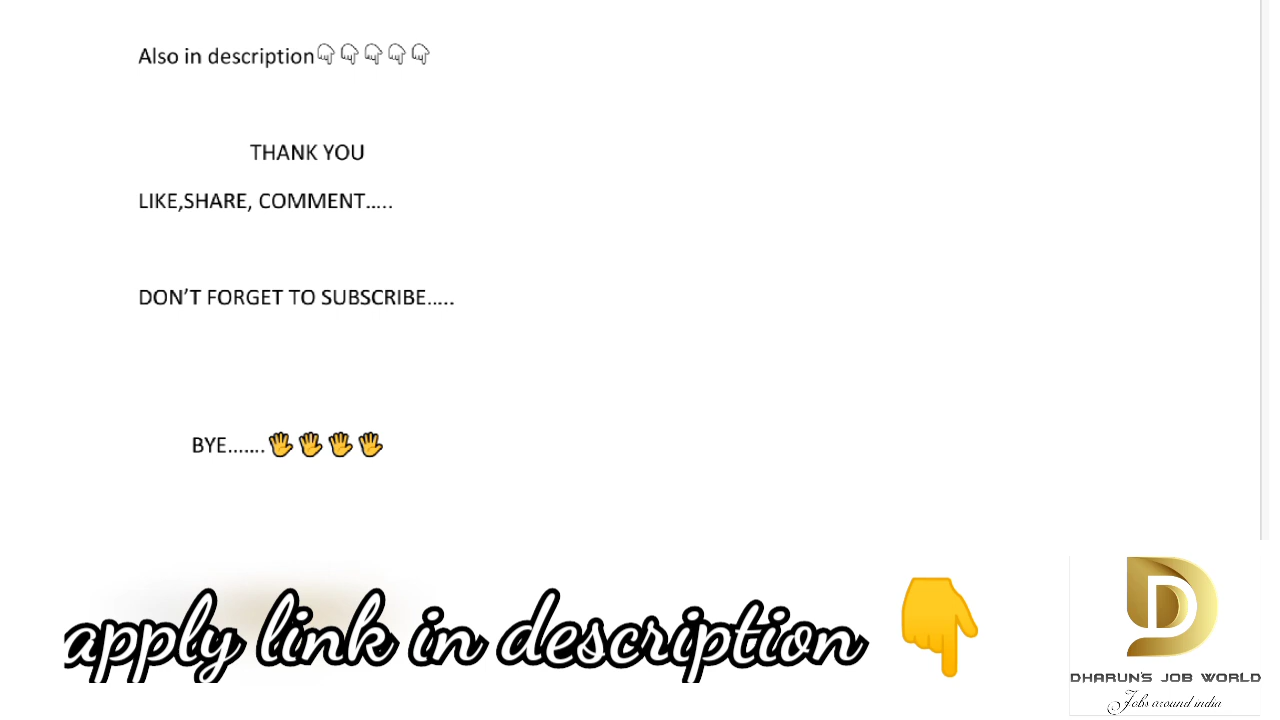 Also in description👇👇👇👇👇
THANK YOU
LIKE,SHARE, COMMENT.....
DON'T FORGET TO SUBSCRIBE.....
BYE.......🖐🖐🖐🖐
apply link in description 👇
D
DHARUN'S JOB WORLD
Jobs around india